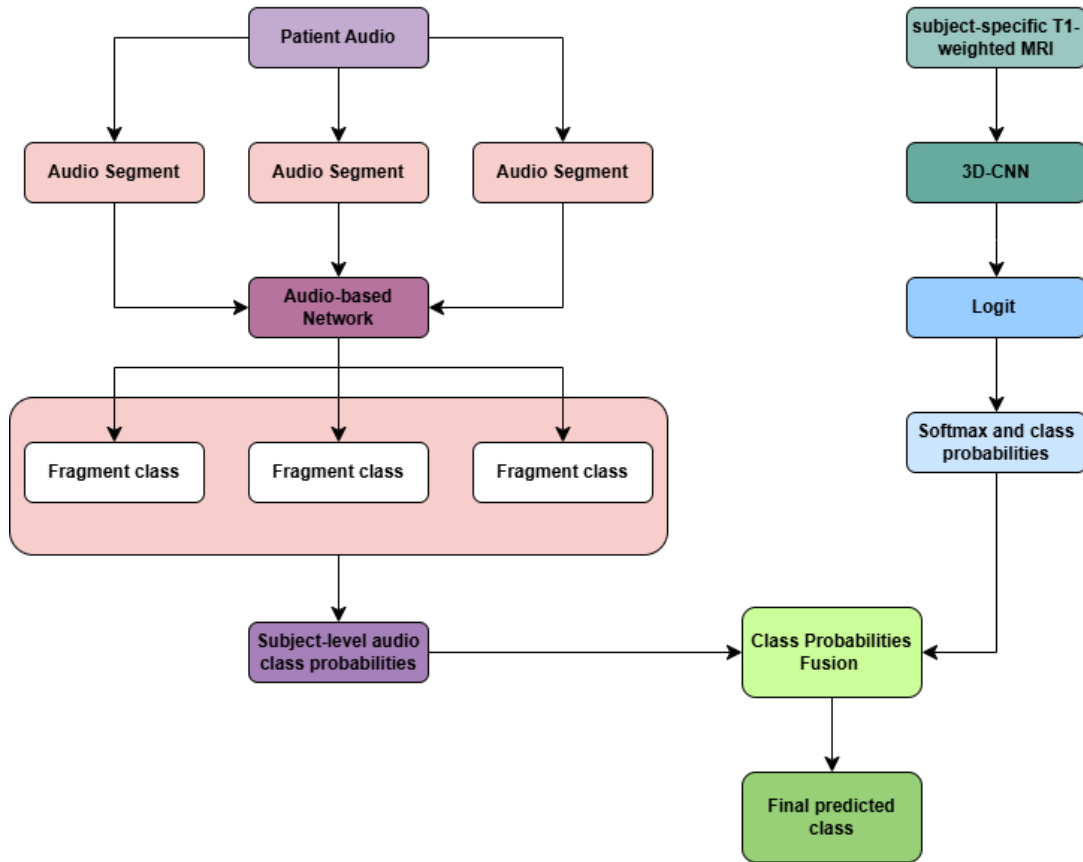 Patient Audio
subject-specific T1-
weighted MRI
Audio Segment
Audio Segment
Audio Segment
3D-CNN
Audio-based
Network
Logit
Fragment class
Fragment class
Fragment class
Softmax and class
probabilities
Subject-level audio
class probabilities
Class Probabilities
Fusion
Final predicted
class